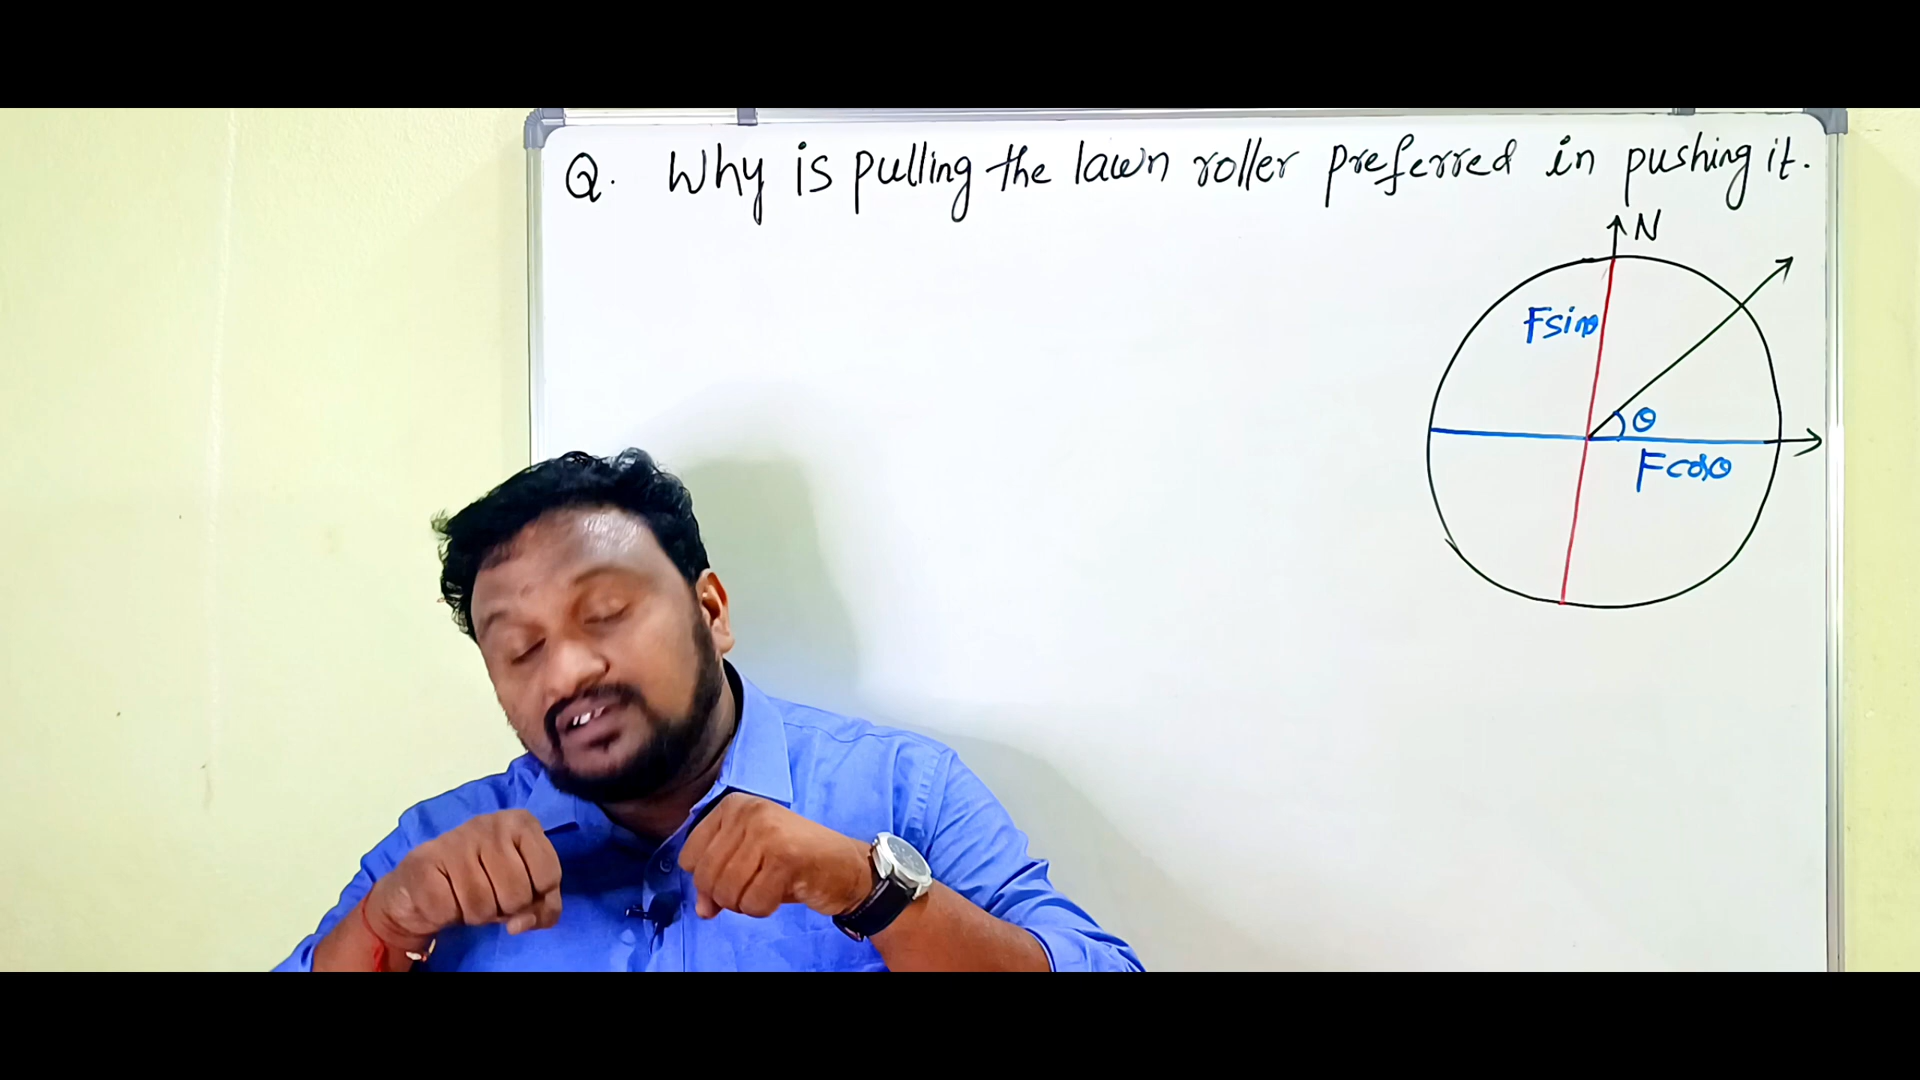 Q. Why is pulling the lawn roller preferred in pushing it.
N
Fsinθ
θ
Fcosθ